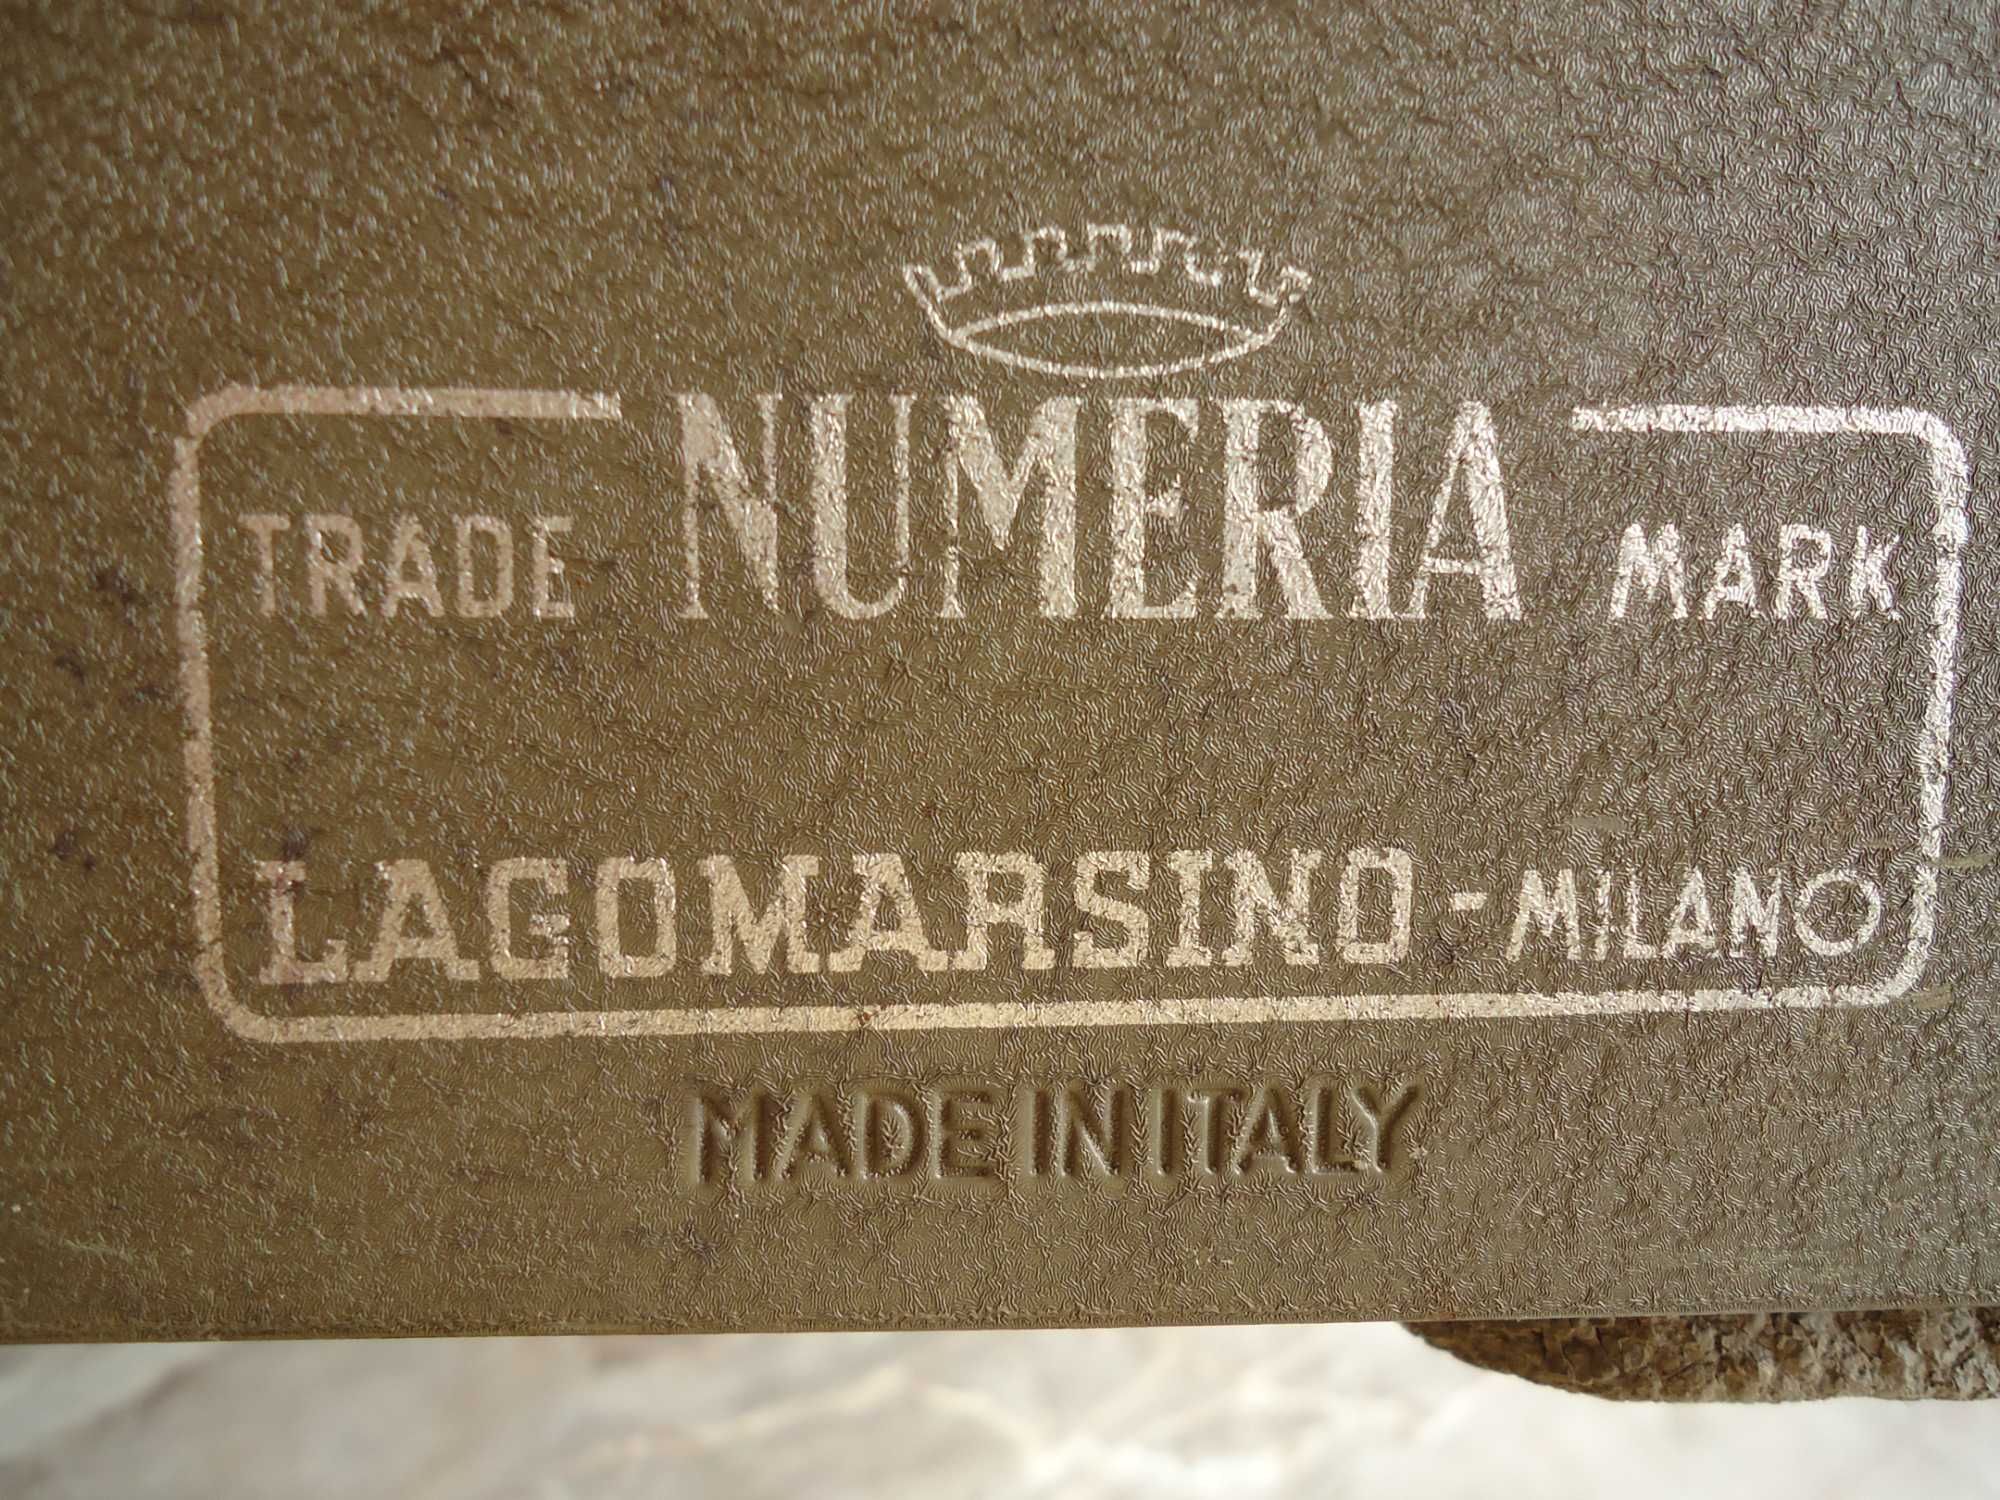 TRADE NUMERIA MARK
LAGOMARSINO - MILANO
MADE IN ITALY